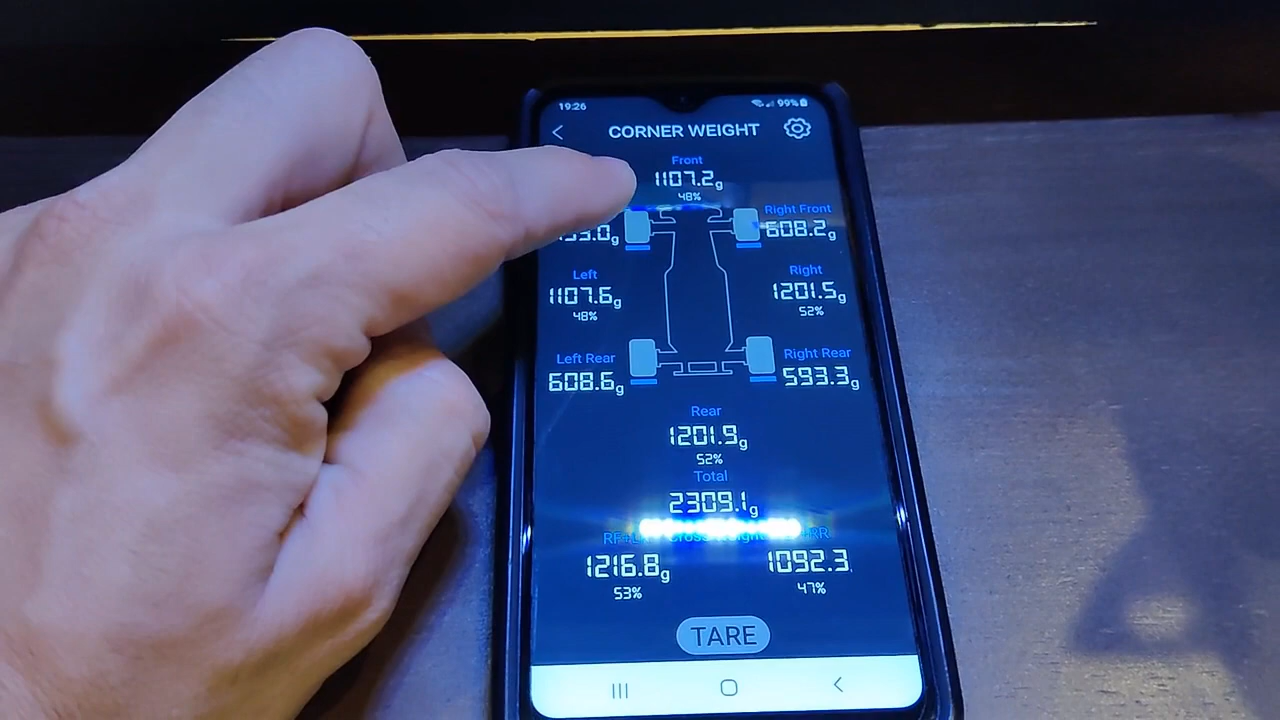 19:26
99%
CORNER WEIGHT
Front
1107.2g
48%
Right Front
608.2g
Left
1107.6g
48%
Right
1201.5g
52%
Left Rear
608.6g
Right Rear
593.3g
Rear
1201.9g
52%
Total
2309.1g
1216.8g
53%
1092.3
47%
TARE